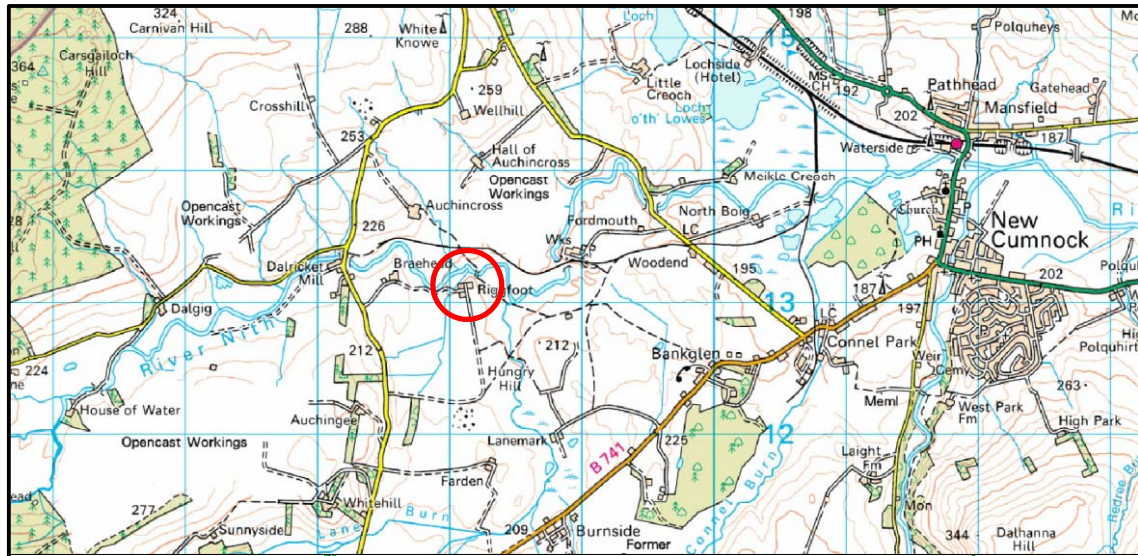 324
Carnivan Hill
Carsgailoch
Hill
364
288
White
Knowe
Crosshill
253
259
Wellhill
Loch
Little
Creoch
Loch
o'th' Lowes
15
Lochside
(Hotel)
198
MS
CH
192
Polquheys
Pathhead
Gatehead
Mansfield
202
187
Waterside
Hall of
Auchincross
Opencast
Workings
Meikle Creoch
Auchincross
Opencast
Workings
226
Fordmouth
North Boig
LC
Wks
Woodend
195
Church
P
PH
New
Cumnock
202
Dalricket
Mill
Braehead
Riggfoot
13
187
197
Dalgig
River Nith
224
212
212
Hungry
Hill
Bankglen
LC
Connel Park
Weir
Cemy
P
263
House of Water
Auchingee
Opencast Workings
Lanemark
225
12
B 741
Meml
West Park
Fm
High Park
Laight
Fm
Farden
Whitehill
277
Sunnyside
Lane Burn
209
Burnside
Former
Connel Burn
Mon
344
Dalhanna
Hill
Redree Burn